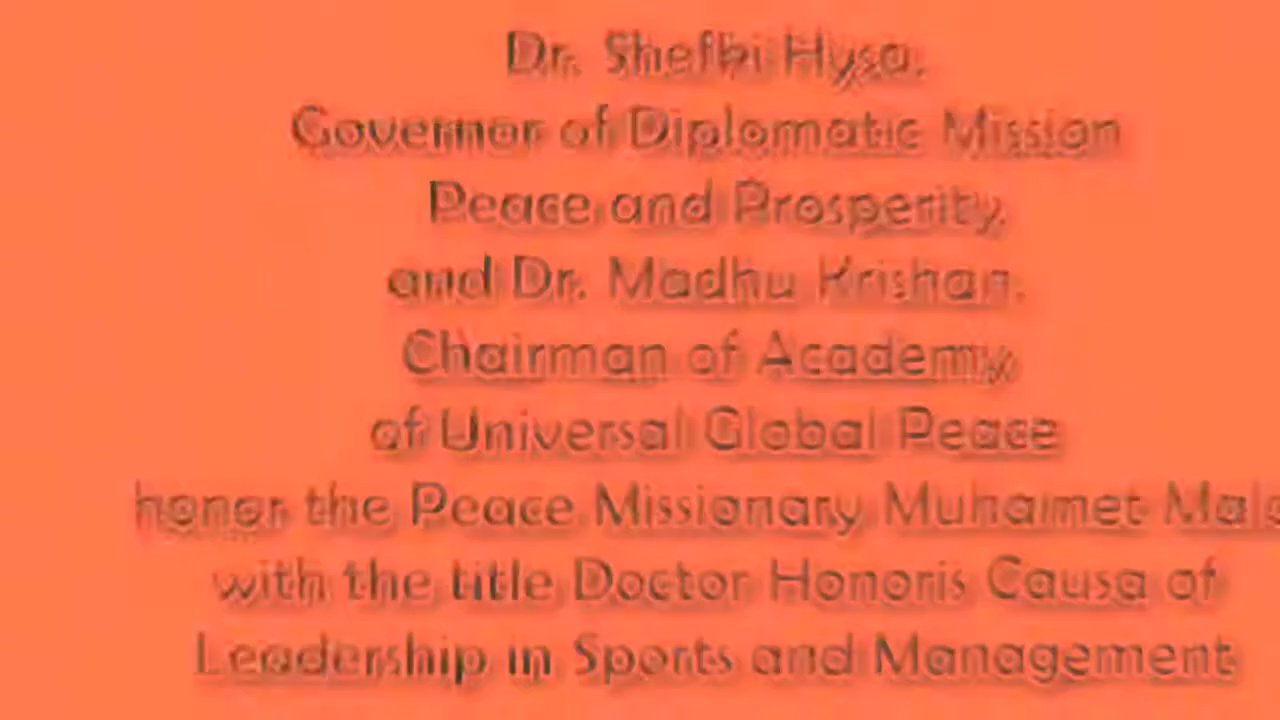 Dr. Shefki Hysa,
Governor of Diplomatic Mission
Peace and Prosperity,
and Dr. Madhu Krishan,
Chairman of Academy
of Universal Global Peace
honor the Peace Missionary Muhamet
with the title Doctor Honoris Causa of
Leadership in Sports and Management